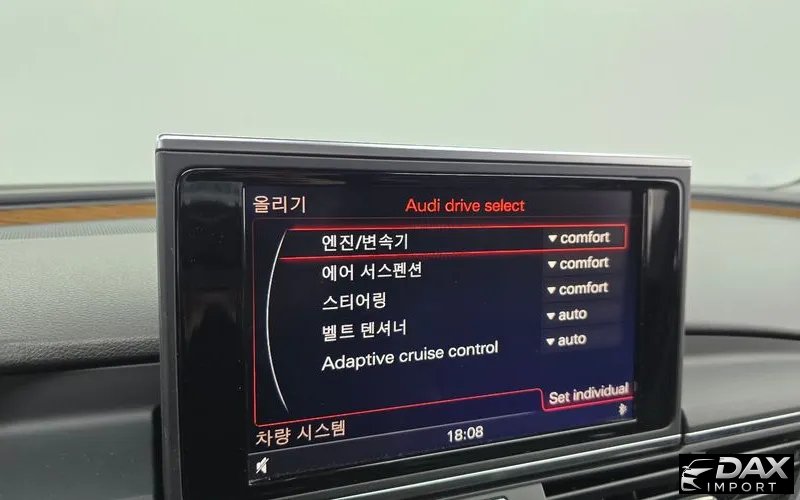 올리기
Audi drive select
엔진/변속기 ▾ comfort
에어 서스펜션 ▾ comfort
스티어링 ▾ comfort
벨트 텐셔너 ▾ auto
Adaptive cruise control ▾ auto
Set individual
차량 시스템
18:08
DAX
IMPORT